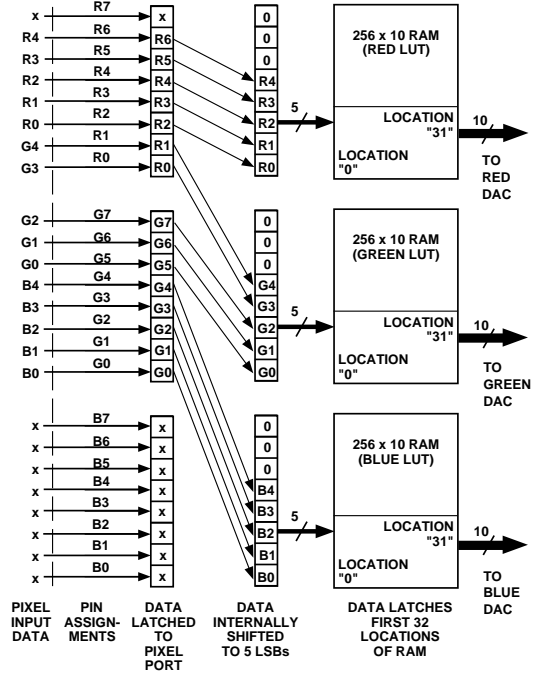 x R7 x 0
R4 R6 R6 0
R3 R5 R5 0
R2 R4 R4 R4
R1 R3 R3 R3
R0 R2 R2 R2
G4 R1 R1 R1
G3 R0 R0 R0
5
256 x 10 RAM
(RED LUT)
LOCATION
"31"
LOCATION
"0"
10
TO
RED
DAC
G2 G7 G7 0
G1 G6 G6 0
G0 G5 G5 0
B4 G4 G4 G4
B3 G3 G3 G3
B2 G2 G2 G2
B1 G1 G1 G1
B0 G0 G0 G0
5
256 x 10 RAM
(GREEN LUT)
LOCATION
"31"
LOCATION
"0"
10
TO
GREEN
DAC
x B7 x 0
x B6 x 0
x B5 x 0
x B4 x B4
x B3 x B3
x B2 x B2
x B1 x B1
x B0 x B0
5
256 x 10 RAM
(BLUE LUT)
LOCATION
"31"
LOCATION
"0"
10
TO
BLUE
DAC
PIXEL
INPUT
DATA
PIN
ASSIGN-
MENTS
DATA
LATCHED
TO
PIXEL
PORT
DATA
INTERNALLY
SHIFTED
TO 5 LSBs
DATA LATCHES
FIRST 32
LOCATIONS
OF RAM